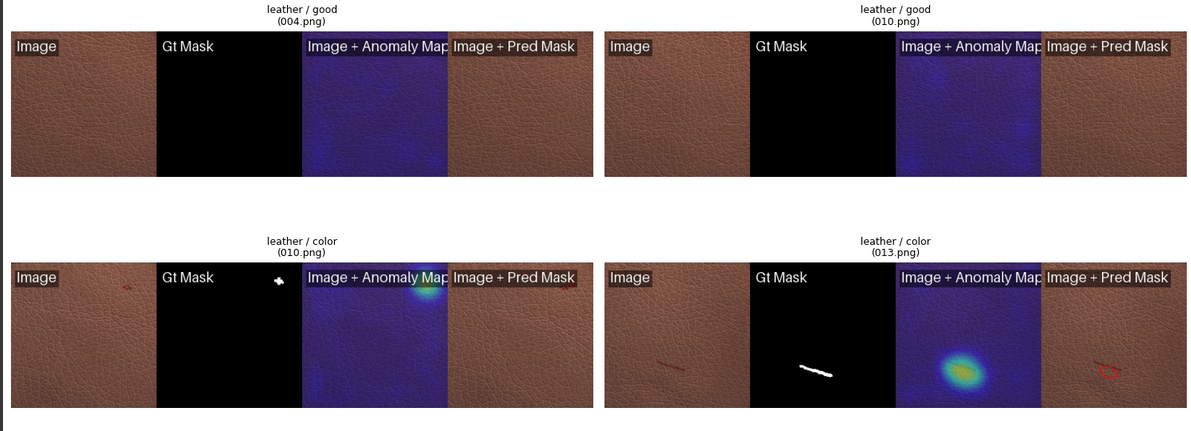 leather / good
(004.png)
Image
Gt Mask
Image + Anomaly Map
Image + Pred Mask
leather / good
(010.png)
Image
Gt Mask
Image + Anomaly Map
Image + Pred Mask
leather / color
(010.png)
Image
Gt Mask
Image + Anomaly Map
Image + Pred Mask
leather / color
(013.png)
Image
Gt Mask
Image + Anomaly Map
Image + Pred Mask